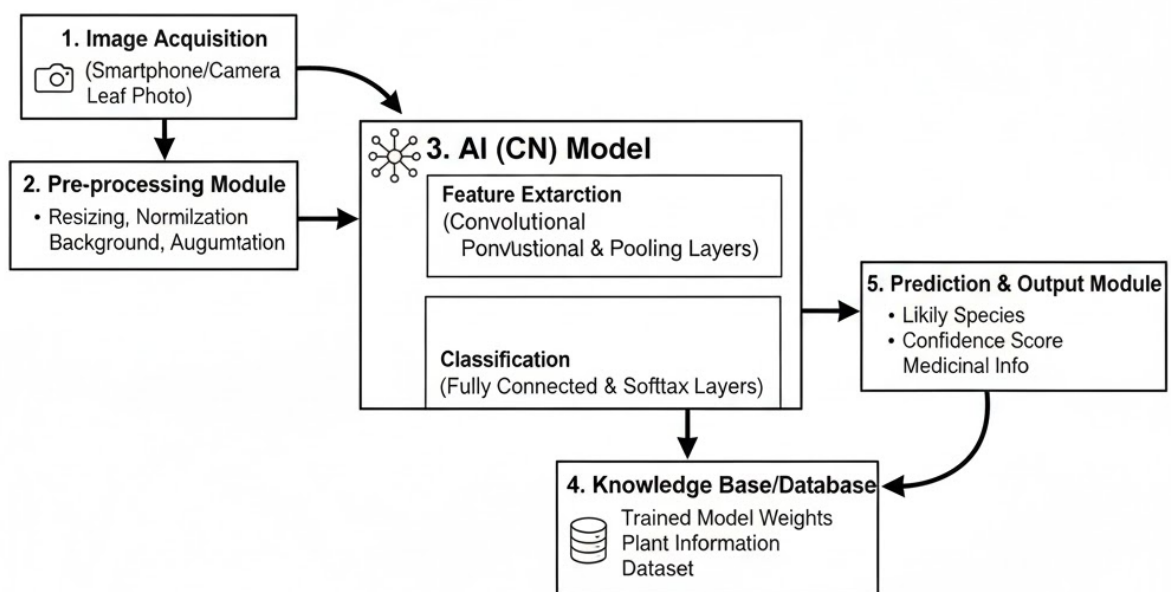 1. Image Acquisition
(Smartphone/Camera
Leaf Photo)
2. Pre-processing Module
• Resizing, Normilzation
Background, Augumtation
3. AI (CN) Model
Feature Extarction
(Convolutional
Ponvustional & Pooling Layers)
Classification
(Fully Connected & Softtax Layers)
5. Prediction & Output Module
• Likily Species
• Confidence Score
Medicinal Info
4. Knowledge Base/Database
Trained Model Weights
Plant Information
Dataset